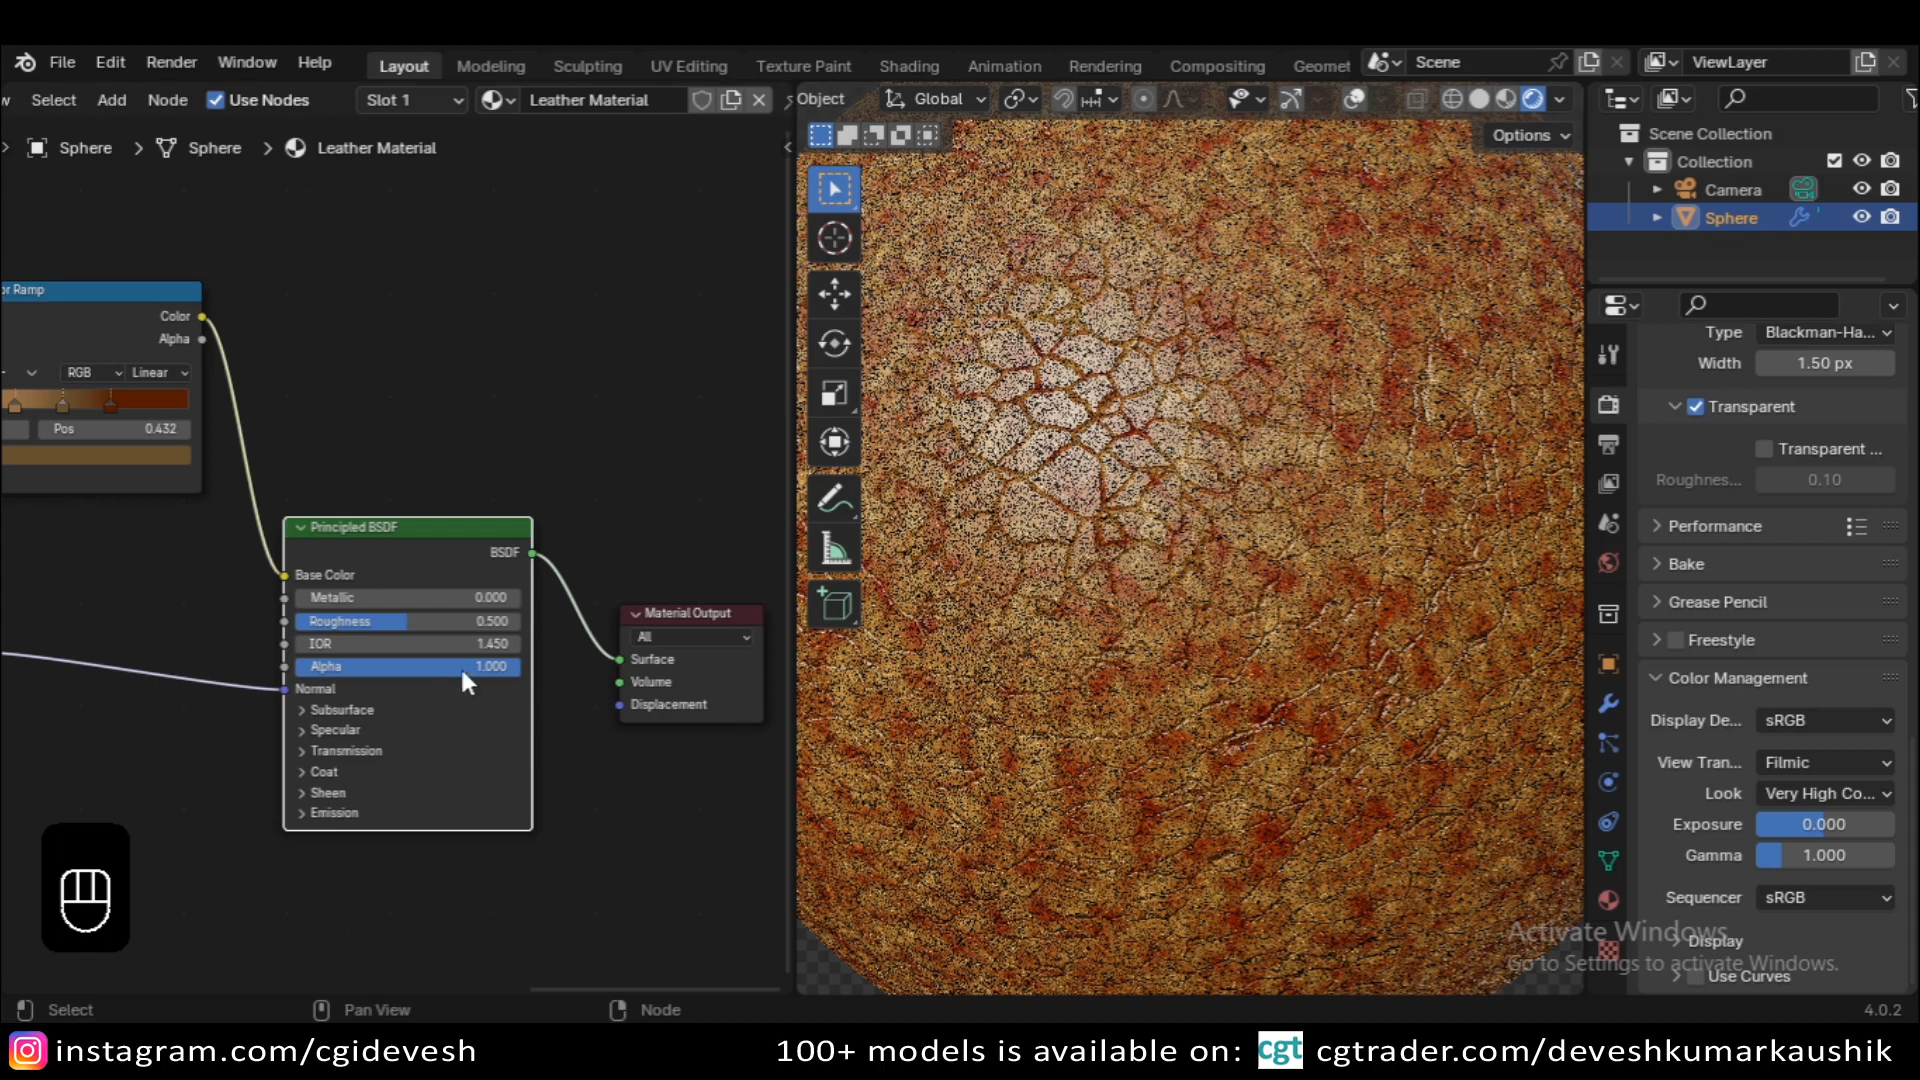 File Edit Render Window Help Layout Modeling Sculpting UV Editing Texture Paint Shading Animation Rendering Compositing Geomet Scene ViewLayer
w Select Add Node Use Nodes Slot 1 Leather Material Object Global
Options
Sphere Sphere Leather Material
Scene Collection
Collection
Camera
Sphere
or Ramp
Color
Alpha
RGB Linear
Pos 0.432
Principled BSDF
BSDF
Base Color
Metallic 0.000
Roughness 0.500
IOR 1.450
Alpha 1.000
Normal
Subsurface
Specular
Transmission
Coat
Sheen
Emission
Material Output
All
Surface
Volume
Displacement
Type Blackman-Ha...
Width 1.50 px
Transparent
Transparent ...
Roughnes... 0.10
Performance
Bake
Grease Pencil
Freestyle
Color Management
Display De... sRGB
View Tran... Filmic
Look Very High Co...
Exposure 0.000
Gamma 1.000
Sequencer sRGB
Display
Use Curves
Activate Windows
Go to Settings to activate Windows.
Select Pan View Node 4.0.2
instagram.com/cgidevesh 100+ models is available on: cgt cgtrader.com/deveshkumarkaushik